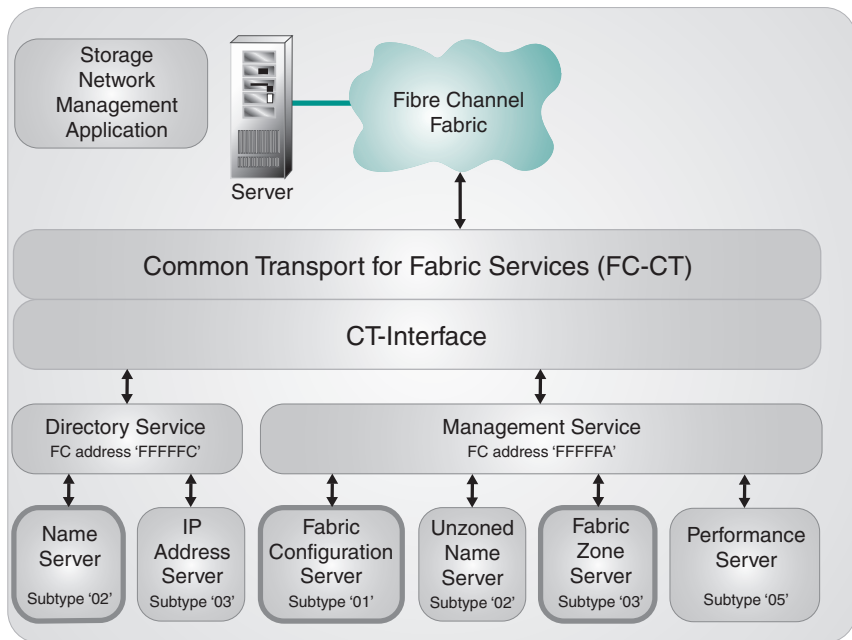 Storage
Network
Management
Application
Server
Fibre Channel
Fabric
Common Transport for Fabric Services (FC-CT)
CT-Interface
Directory Service
FC address ‘FFFFFC’
Management Service
FC address ‘FFFFFA’
Name
Server
Subtype ‘02’
IP
Address
Server
Subtype ‘03’
Fabric
Configuration
Server
Subtype ‘01’
Unzoned
Name
Server
Subtype ‘02’
Fabric
Zone
Server
Subtype ‘03’
Performance
Server
Subtype ‘05’